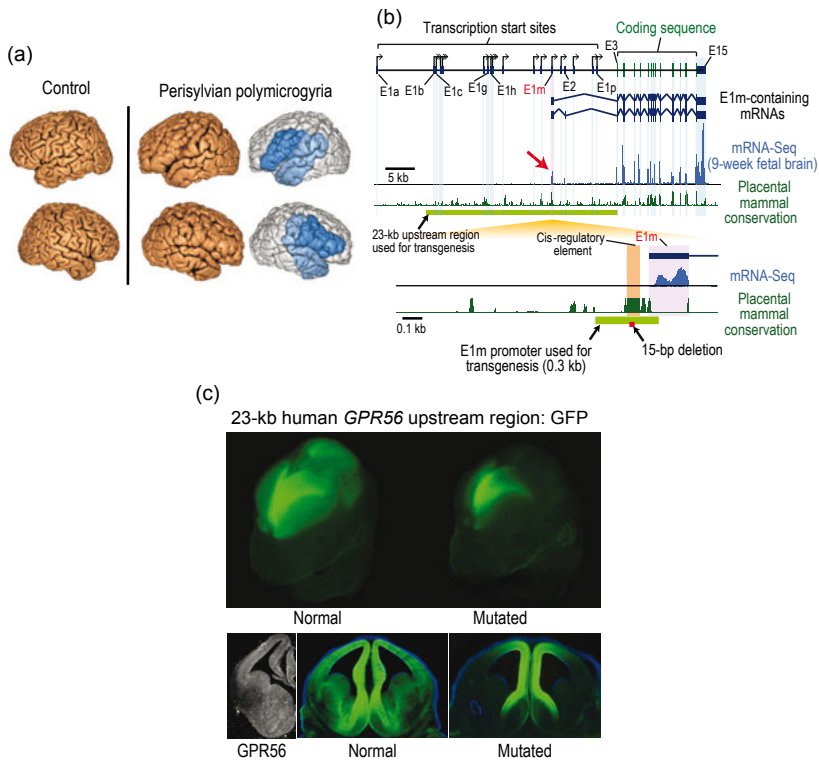 (a)
Control
Perisylvian polymicrogyria
(b)
Transcription start sites
Coding sequence
E3
E15
E1a
E1b
E1c
E1g
E1h
E1m
E2
E1p
E1m-containing
mRNAs
mRNA-Seq
(9-week fetal brain)
5 kb
Placental
mammal
conservation
23-kb upstream region
used for transgenesis
Cis-regulatory
element
E1m
mRNA-Seq
Placental
mammal
conservation
0.1 kb
E1m promoter used for
transgenesis (0.3 kb)
15-bp deletion
(c)
23-kb human GPR56 upstream region: GFP
Normal
Mutated
GPR56
Normal
Mutated